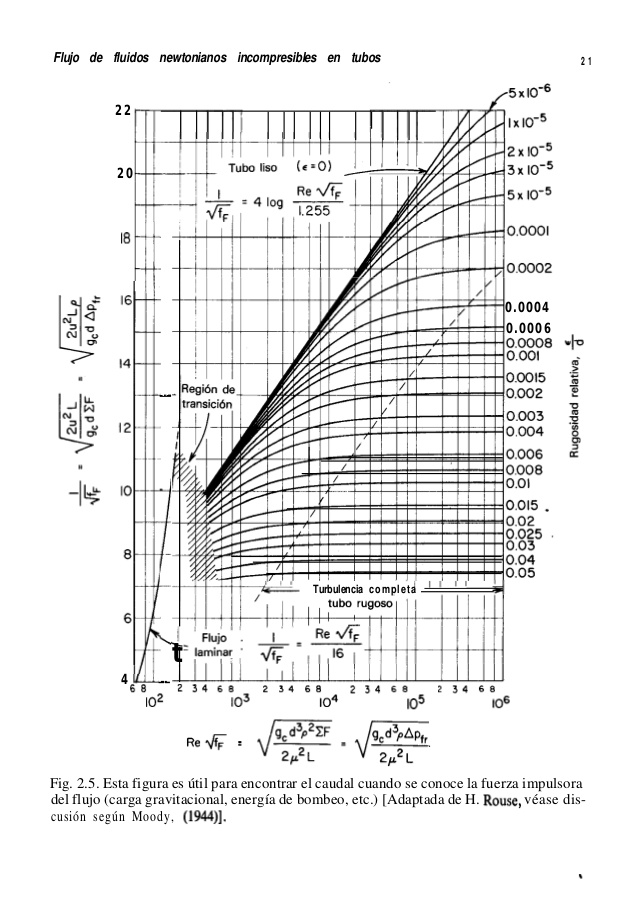 Flujo de fluidos newtonianos incompresibles en tubos
21
22
20
18
16
14
12
10
8
6
4
5 x 10⁻⁶
1 x 10⁻⁵
2 x 10⁻⁵
3 x 10⁻⁵
5 x 10⁻⁵
0.0001
0.0002
0.0004
0.0006
0.0008
0.001
0.0015
0.002
0.003
0.004
0.006
0.008
0.01
0.015
0.02
0.025
0.03
0.04
0.05
Rugosidad relativa, ϵ/d
Tubo liso (ϵ=0)
1/√f_F = 4 log Re √f_F / 1.255
1/√f_F = √(2u²L / g_c d ΣF) = √(2u²Lρ / g_c d Δp_fr)
Región de
transición
Turbulencia completa
tubo rugoso
Flujo
laminar
t
1/√f_F = Re √f_F / 16
6 8 2 3 4 6 8 2 3 4 6 8 2 3 4 6 8 2 3 4 6 8
10² 10³ 10⁴ 10⁵ 10⁶
Re √f_F = √(g_c d³ρ²ΣF / 2μ²L) = √(g_c d³ρΔp_fr / 2μ²L)
Fig. 2.5. Esta figura es útil para encontrar el caudal cuando se conoce la fuerza impulsora
del flujo (carga gravitacional, energía de bombeo, etc.) [Adaptada de H. Rouse, véase dis-
cusión según Moody, (1944)].